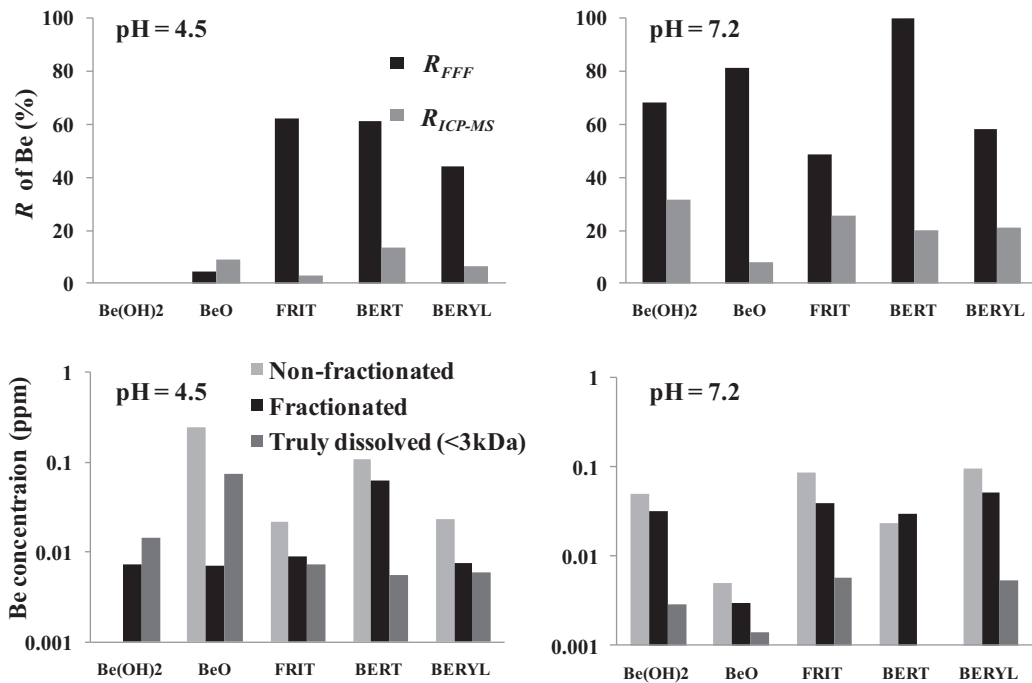 pH = 4.5
R_FFF
R_ICP-MS
R of Be (%)
100
80
60
40
20
0
Be(OH)2 BeO FRIT BERT BERYL
pH = 7.2
100
80
60
40
20
0
Be(OH)2 BeO FRIT BERT BERYL
pH = 4.5
Non-fractionated
Fractionated
Truly dissolved (<3kDa)
Be concentraion (ppm)
1
0.1
0.01
0.001
Be(OH)2 BeO FRIT BERT BERYL
pH = 7.2
1
0.1
0.01
0.001
Be(OH)2 BeO FRIT BERT BERYL